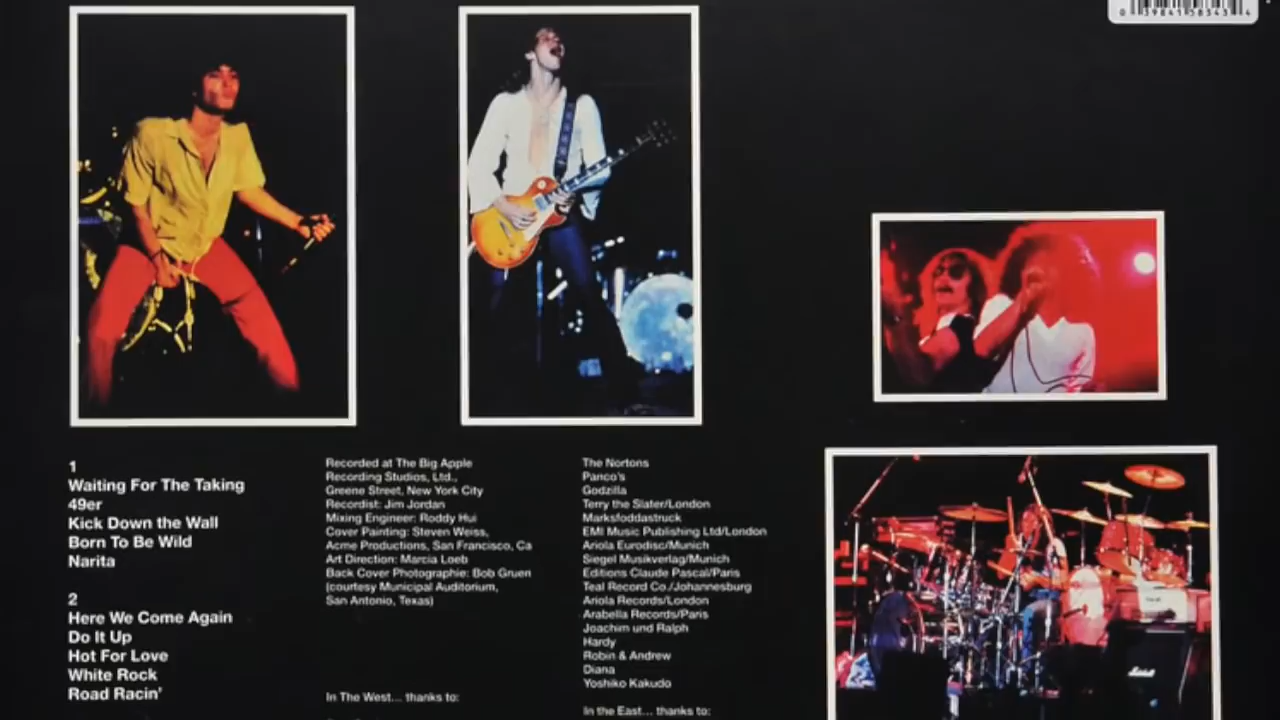 1
Waiting For The Taking
49er
Kick Down the Wall
Born To Be Wild
Narita
2
Here We Come Again
Do It Up
Hot For Love
White Rock
Road Racin'
Recorded at The Big Apple
Recording Studios, Ltd.,
Greene Street, New York City
Recordist: Jim Jordan
Mixing Engineer: Roddy Hui
Cover Painting: Steven Weiss,
Acme Productions, San Francisco, Ca
Art Direction: Marcia Loeb
Back Cover Photographie: Bob Gruen
(courtesy Municipal Auditorium,
San Antonio, Texas)
In The West... thanks to:
The Nortons
Panco's
Godzilla
Terry the Slater/London
Marksfoddastruck
EMI Music Publishing Ltd/London
Ariola Eurodisc/Munich
Siegel Musikverlag/Munich
Editions Claude Pascal/Paris
Teal Record Co./Johannesburg
Ariola Records/London
Arabella Records/Paris
Joachim und Ralph
Hardy
Robin & Andrew
Diana
Yoshiko Kakudo
In the East... thanks to:
Marshall